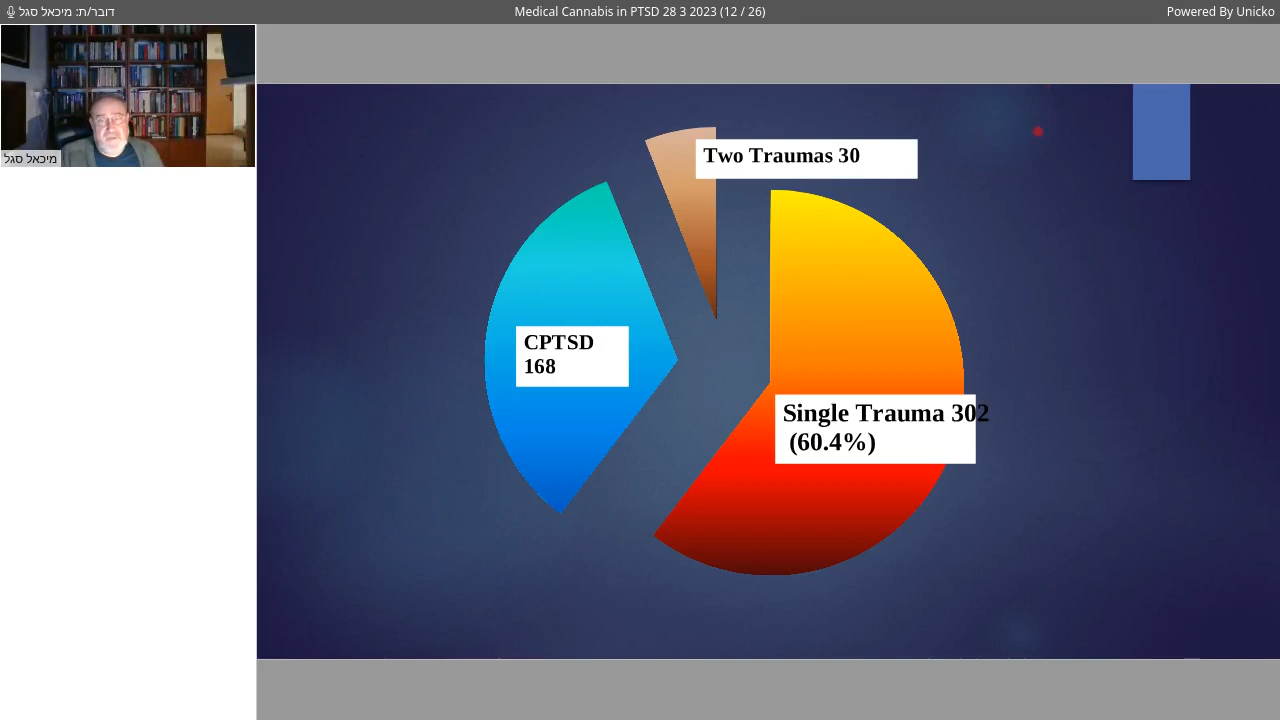 דובר/ת: מיכאל סגל
Medical Cannabis in PTSD 28 3 2023 (12 / 26)
Powered By Unicko
מיכאל סגל
Two Traumas 30
CPTSD
168
Single Trauma 302
(60.4%)